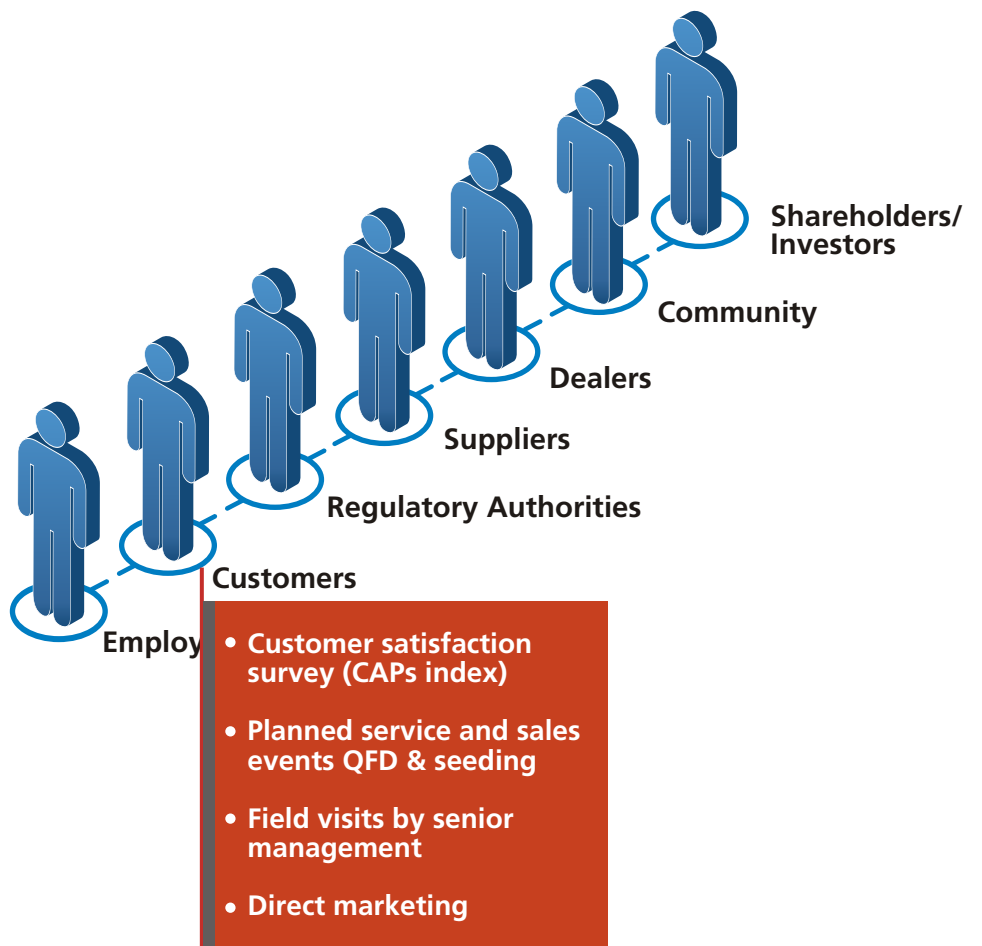 Shareholders/
Investors
Community
Dealers
Suppliers
Regulatory Authorities
Customers
Employ
• Customer satisfaction
survey (CAPs index)
• Planned service and sales
events QFD & seeding
• Field visits by senior
management
• Direct marketing